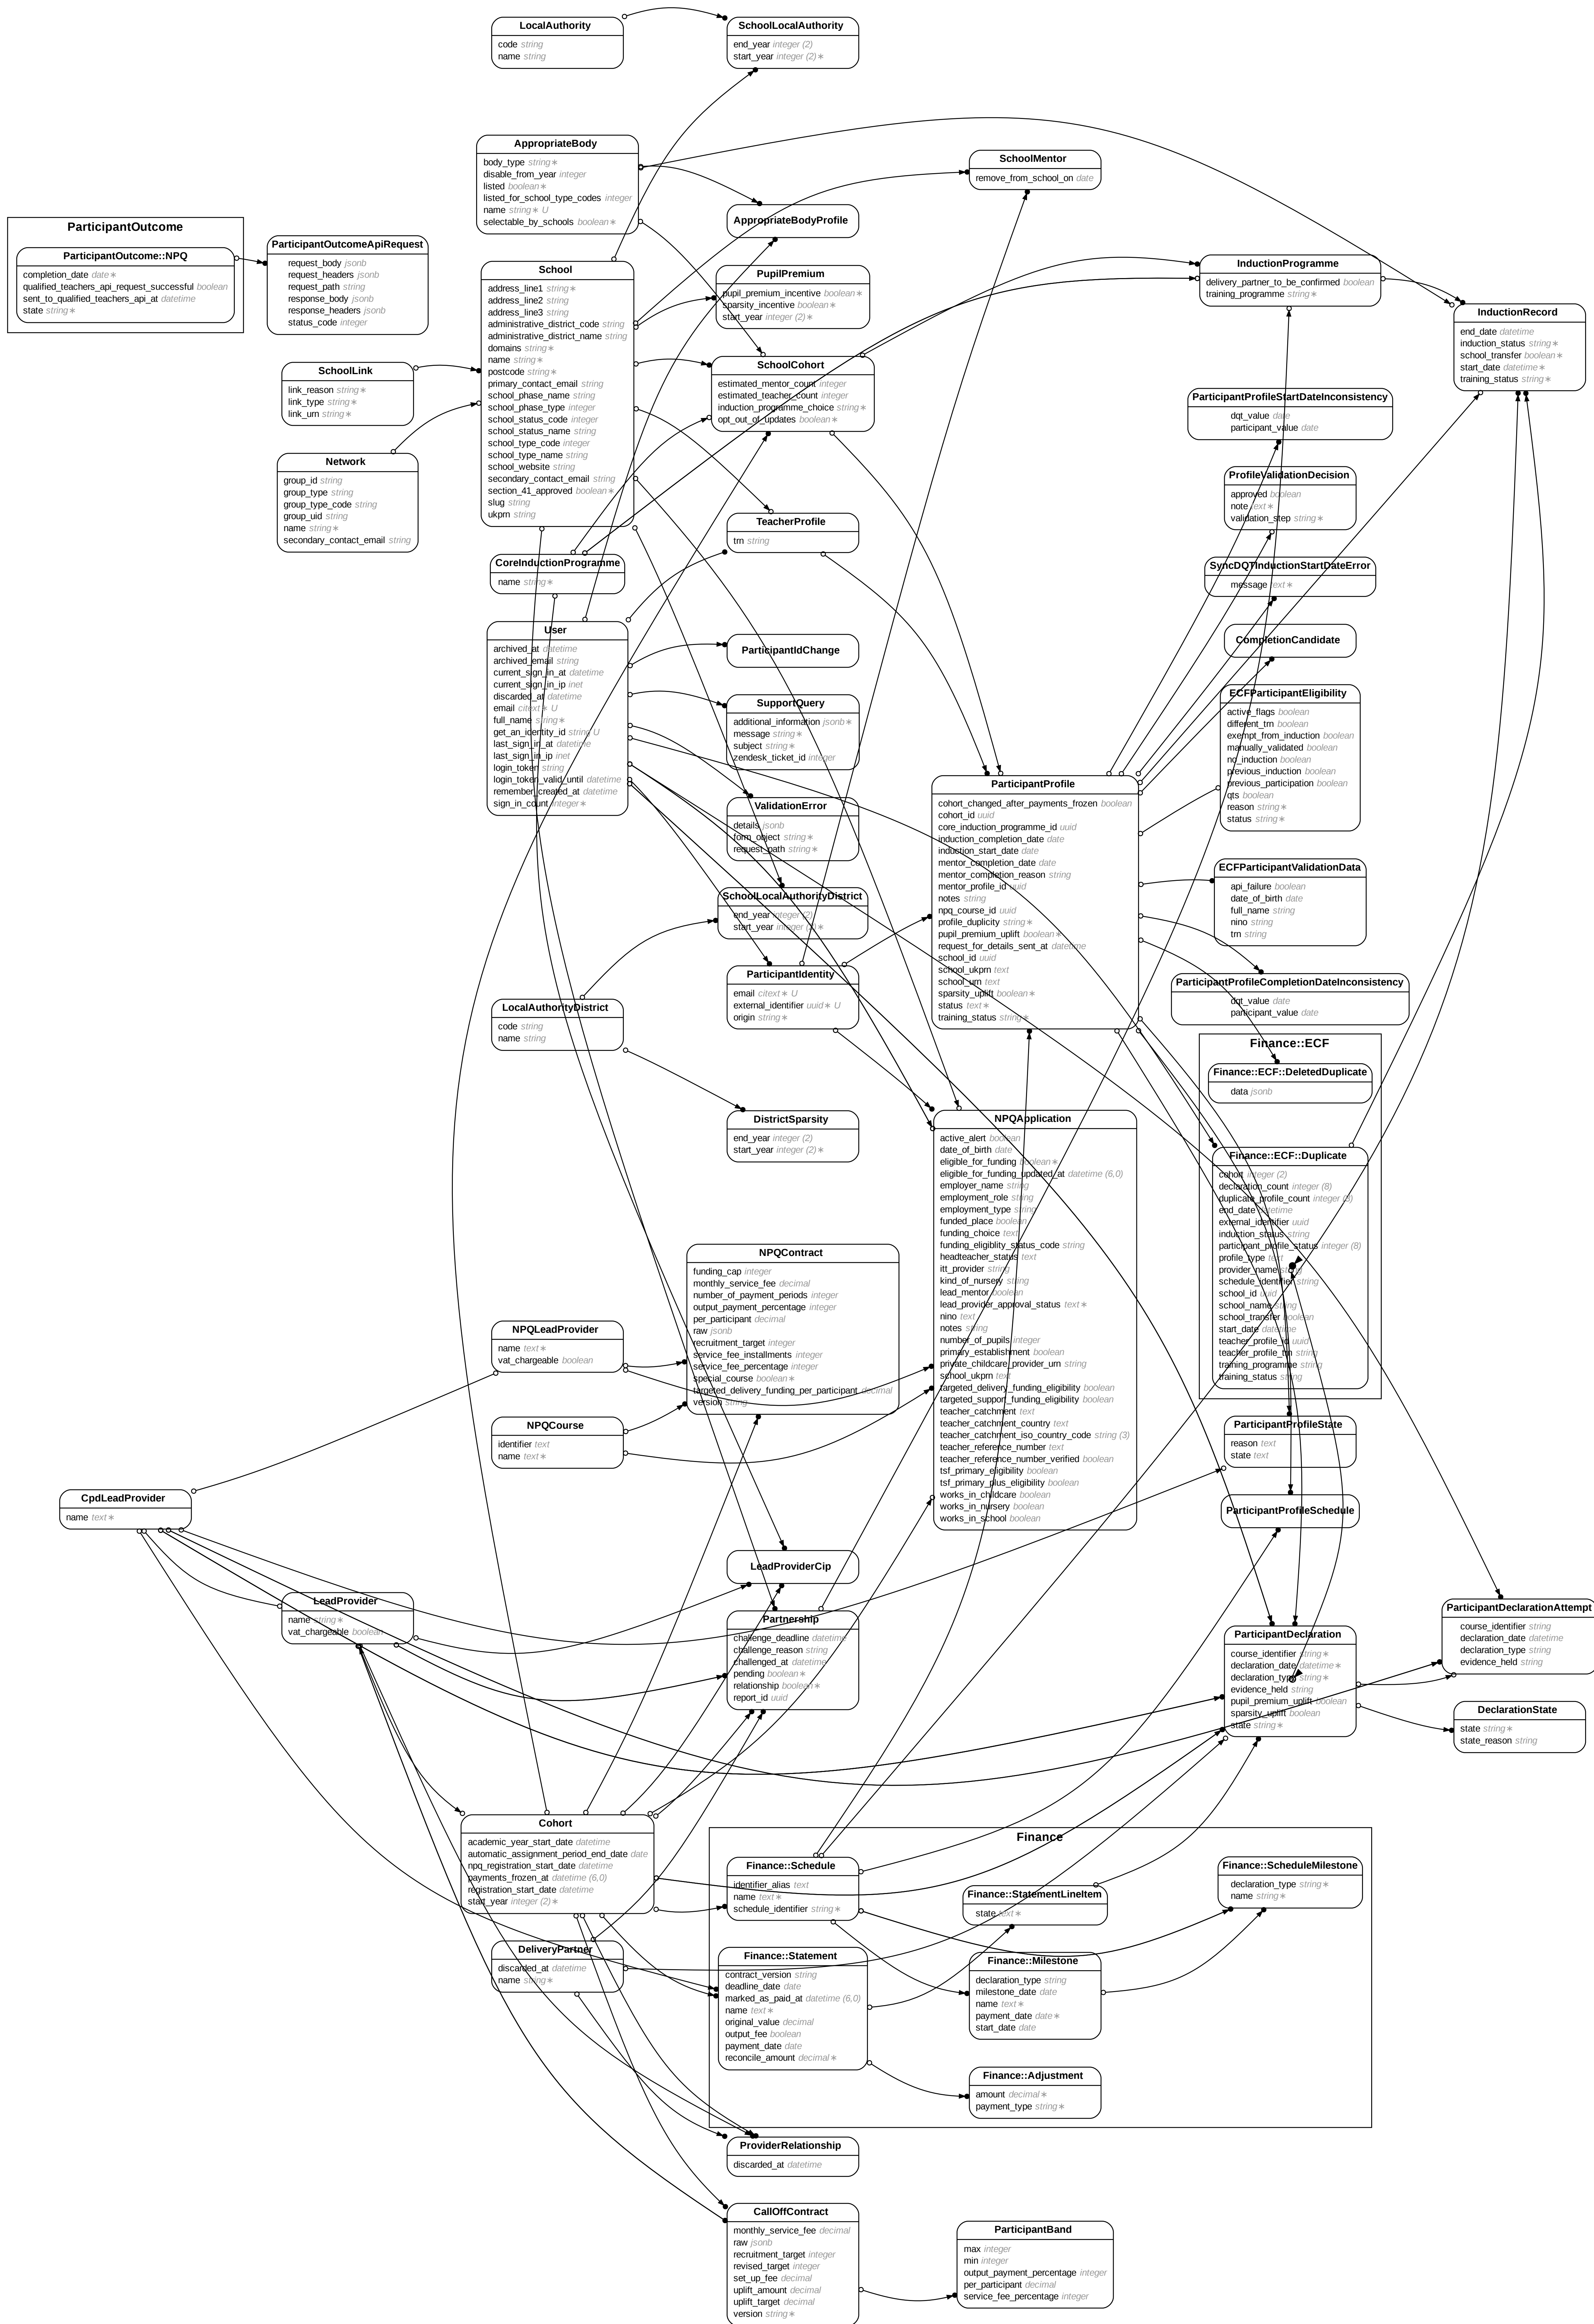 LocalAuthority
code string
name string
SchoolLocalAuthority
end_year integer (2)
start_year integer (2)∗
AppropriateBody
body_type string∗
disable_from_year integer
listed boolean∗
listed_for_school_type_codes integer
name string∗ U
selectable_by_schools boolean∗
SchoolMentor
remove_from_school_on date
AppropriateBodyProfile
ParticipantOutcome
ParticipantOutcome::NPQ
completion_date date∗
qualified_teachers_api_request_successful boolean
sent_to_qualified_teachers_api_at datetime
state string∗
ParticipantOutcomeApiRequest
request_body jsonb
request_headers jsonb
request_path string
response_body jsonb
response_headers jsonb
status_code integer
School
address_line1 string∗
address_line2 string
address_line3 string
administrative_district_code string
administrative_district_name string
domains string∗
name string∗
postcode string∗
primary_contact_email string
school_phase_name string
school_phase_type integer
school_status_code integer
school_status_name string
school_type_code integer
school_type_name string
school_website string
secondary_contact_email string
section_41_approved boolean∗
slug string
ukprn string
PupilPremium
pupil_premium_incentive boolean∗
sparsity_incentive boolean∗
start_year integer (2)∗
InductionProgramme
delivery_partner_to_be_confirmed boolean
training_programme string∗
InductionRecord
end_date datetime
induction_status string∗
school_transfer boolean∗
start_date datetime∗
training_status string∗
SchoolLink
link_reason string∗
link_type string∗
link_urn string∗
SchoolCohort
estimated_mentor_count integer
estimated_teacher_count integer
induction_programme_choice string∗
opt_out_of_updates boolean∗
ParticipantProfileStartDateInconsistency
dqt_value date
participant_value date
Network
group_id string
group_type string
group_type_code string
group_uid string
name string∗
secondary_contact_email string
ProfileValidationDecision
approved boolean
note text∗
validation_step string∗
TeacherProfile
trn string
CoreInductionProgramme
name string∗
SyncDQTInductionStartDateError
message text∗
User
archived_at datetime
archived_email string
current_sign_in_at datetime
current_sign_in_ip inet
discarded_at datetime
email citext∗ U
full_name string∗
get_an_identity_id string U
last_sign_in_at datetime
last_sign_in_ip inet
login_token string
login_token_valid_until datetime
remember_created_at datetime
sign_in_count integer∗
ParticipantIdChange
CompletionCandidate
SupportQuery
additional_information jsonb∗
message string∗
subject string∗
zendesk_ticket_id integer
ECFParticipantEligibility
active_flags boolean
different_trn boolean
exempt_from_induction boolean
manually_validated boolean
no_induction boolean
previous_induction boolean
previous_participation boolean
qts boolean
reason string∗
status string∗
ValidationError
details jsonb
form_object string∗
request_path string∗
ParticipantProfile
cohort_changed_after_payments_frozen boolean
cohort_id uuid
core_induction_programme_id uuid
induction_completion_date date
induction_start_date date
mentor_completion_date date
mentor_completion_reason string
mentor_profile_id uuid
notes string
npq_course_id uuid
profile_duplicity string∗
pupil_premium_uplift boolean∗
request_for_details_sent_at datetime
school_id uuid
school_ukprn text
school_urn text
sparsity_uplift boolean∗
status text∗
training_status string∗
ECFParticipantValidationData
api_failure boolean
date_of_birth date
full_name string
nino string
trn string
SchoolLocalAuthorityDistrict
end_year integer (2)
start_year integer (2)∗
ParticipantIdentity
email citext∗ U
external_identifier uuid∗ U
origin string∗
ParticipantProfileCompletionDateInconsistency
dqt_value date
participant_value date
LocalAuthorityDistrict
code string
name string
Finance::ECF
Finance::ECF::DeletedDuplicate
data jsonb
DistrictSparsity
end_year integer (2)
start_year integer (2)∗
NPQApplication
active_alert boolean
date_of_birth date
eligible_for_funding boolean∗
eligible_for_funding_updated_at datetime (6,0)
employer_name string
employment_role string
employment_type string
funded_place boolean
funding_choice text
funding_eligiblity_status_code string
headteacher_status text
itt_provider string
kind_of_nursery string
lead_mentor boolean
lead_provider_approval_status text∗
nino text
notes string
number_of_pupils integer
primary_establishment boolean
private_childcare_provider_urn string
school_ukprn text
targeted_delivery_funding_eligibility boolean
targeted_support_funding_eligibility boolean
teacher_catchment text
teacher_catchment_country text
teacher_catchment_iso_country_code string (3)
teacher_reference_number text
teacher_reference_number_verified boolean
tsf_primary_eligibility boolean
tsf_primary_plus_eligibility boolean
works_in_childcare boolean
works_in_nursery boolean
works_in_school boolean
Finance::ECF::Duplicate
cohort integer (2)
declaration_count integer (8)
duplicate_profile_count integer (8)
end_date datetime
external_identifier uuid
induction_status string
participant_profile_status integer (8)
profile_type text
provider_name string
schedule_identifier string
school_id uuid
school_name string
school_transfer boolean
start_date datetime
teacher_profile_id uuid
teacher_profile_trn string
training_programme string
training_status string
NPQContract
funding_cap integer
monthly_service_fee decimal
number_of_payment_periods integer
output_payment_percentage integer
per_participant decimal
raw jsonb
recruitment_target integer
service_fee_installments integer
service_fee_percentage integer
special_course boolean∗
targeted_delivery_funding_per_participant decimal
version string
NPQLeadProvider
name text∗
vat_chargeable boolean
NPQCourse
identifier text
name text∗
ParticipantProfileState
reason text
state text
CpdLeadProvider
name text∗
ParticipantProfileSchedule
LeadProviderCip
LeadProvider
name string∗
vat_chargeable boolean
Partnership
challenge_deadline datetime
challenge_reason string
challenged_at datetime
pending boolean∗
relationship boolean∗
report_id uuid
ParticipantDeclaration
course_identifier string∗
declaration_date datetime∗
declaration_type string∗
evidence_held string
pupil_premium_uplift boolean
sparsity_uplift boolean
state string∗
ParticipantDeclarationAttempt
course_identifier string
declaration_date datetime
declaration_type string
evidence_held string
DeclarationState
state string∗
state_reason string
Cohort
academic_year_start_date datetime
automatic_assignment_period_end_date date
npq_registration_start_date datetime
payments_frozen_at datetime (6,0)
registration_start_date datetime
start_year integer (2)∗
Finance
Finance::Schedule
identifier_alias text
name text∗
schedule_identifier string∗
Finance::StatementLineItem
state text∗
Finance::ScheduleMilestone
declaration_type string∗
name string∗
DeliveryPartner
discarded_at datetime
name string∗
Finance::Statement
contract_version string
deadline_date date
marked_as_paid_at datetime (6,0)
name text∗
original_value decimal
output_fee boolean
payment_date date
reconcile_amount decimal∗
Finance::Milestone
declaration_type string
milestone_date date
name text∗
payment_date date∗
start_date date
Finance::Adjustment
amount decimal∗
payment_type string∗
ProviderRelationship
discarded_at datetime
CallOffContract
monthly_service_fee decimal
raw jsonb
recruitment_target integer
revised_target integer
set_up_fee decimal
uplift_amount decimal
uplift_target decimal
version string∗
ParticipantBand
max integer
min integer
output_payment_percentage integer
per_participant decimal
service_fee_percentage integer